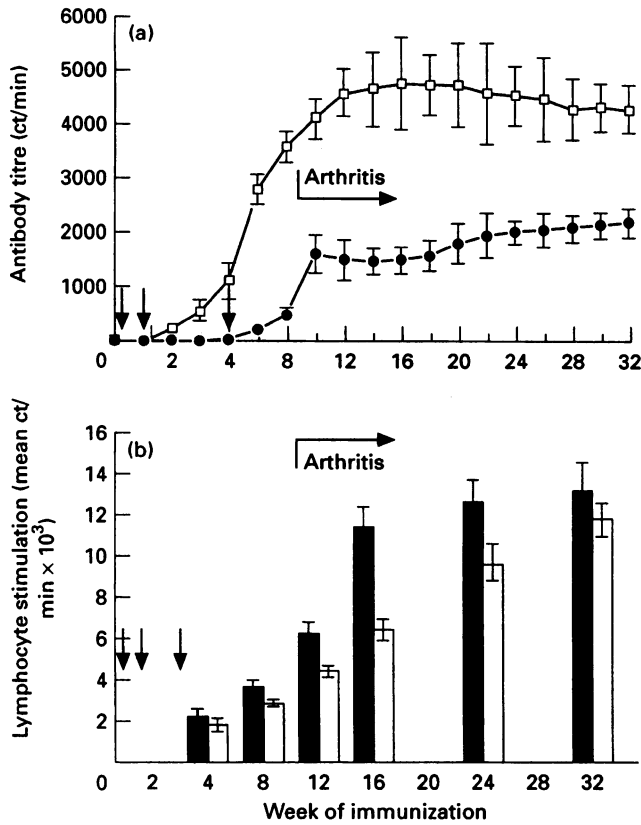 (a)
Antibody titre (ct/min)
6000
5000
4000
3000
2000
1000
0
Arthritis
2 4 8 12 16 20 24 28 32
(b)
Lymphocyte stimulation (mean ct/
min × 10³)
16
14
12
10
8
6
4
2
0
Arthritis
2 4 8 12 16 20 24 28 32
Week of immunization